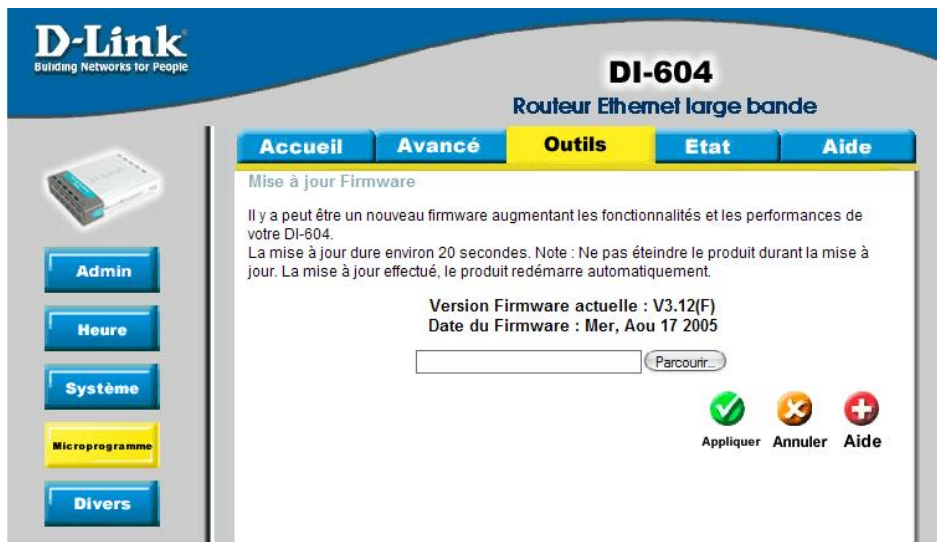 D-Link
Building Networks for People
DI-604
Routeur Ethernet large bande
Accueil
Avancé
Outils
Etat
Aide
Admin
Heure
Système
Microprogramme
Divers
Mise à jour Firmware
Il y a peut être un nouveau firmware augmentant les fonctionnalités et les performances de
votre DI-604.
La mise à jour dure environ 20 secondes. Note : Ne pas éteindre le produit durant la mise à
jour. La mise à jour effectué, le produit redémarre automatiquement.
Version Firmware actuelle : V3.12(F)
Date du Firmware : Mer, Aou 17 2005
Parcourir...
Appliquer
Annuler
Aide